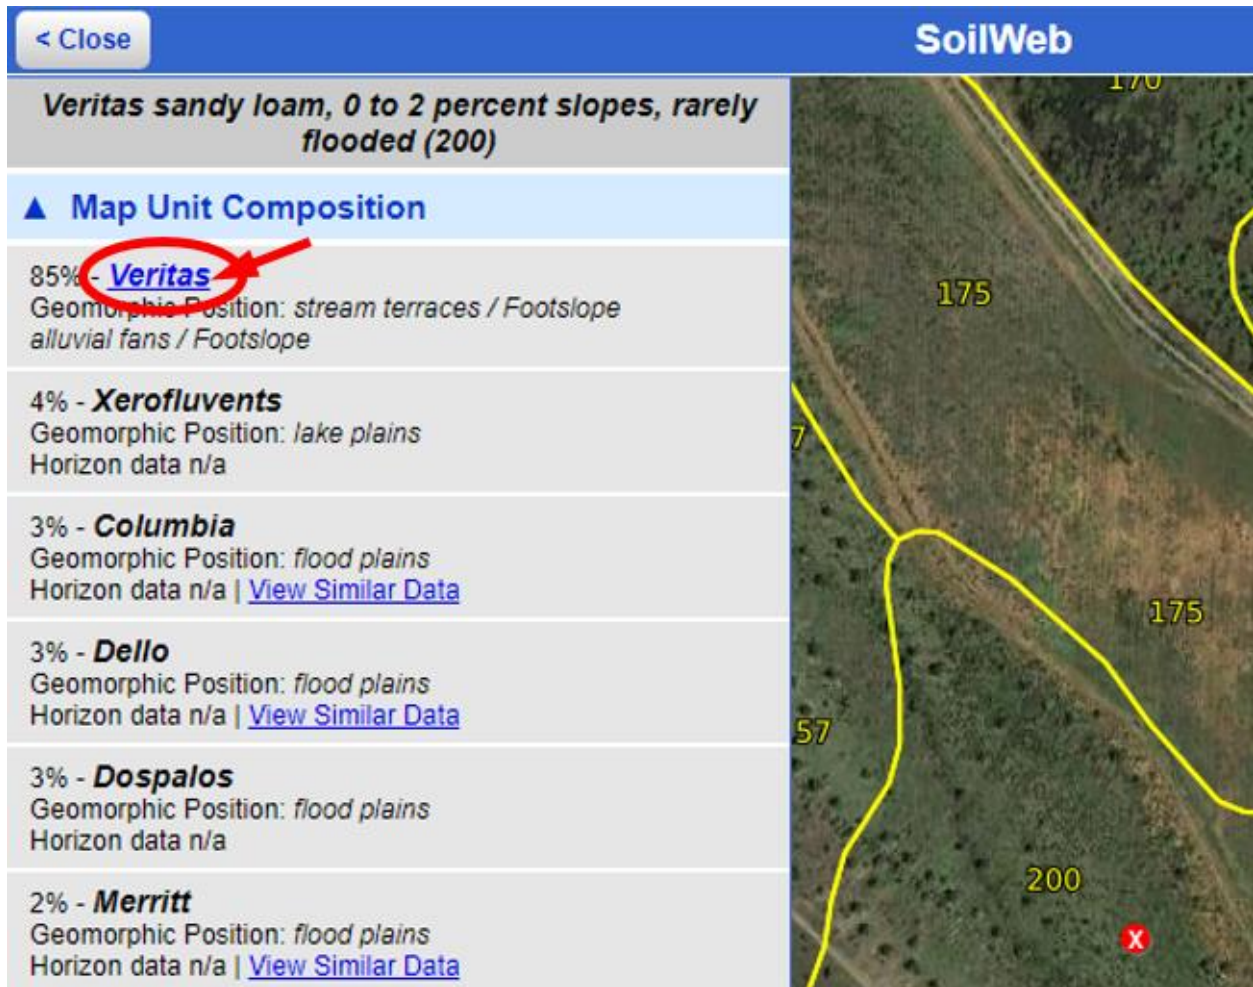 < Close
SoilWeb
Veritas sandy loam, 0 to 2 percent slopes, rarely
flooded (200)
▲ Map Unit Composition
85% - Veritas
Geomorphic Position: stream terraces / Footslope
alluvial fans / Footslope
4% - Xerofluvents
Geomorphic Position: lake plains
Horizon data n/a
3% - Columbia
Geomorphic Position: flood plains
Horizon data n/a | View Similar Data
3% - Dello
Geomorphic Position: flood plains
Horizon data n/a | View Similar Data
3% - Dospalos
Geomorphic Position: flood plains
Horizon data n/a
2% - Merritt
Geomorphic Position: flood plains
Horizon data n/a | View Similar Data
170
175
7
175
57
200
X